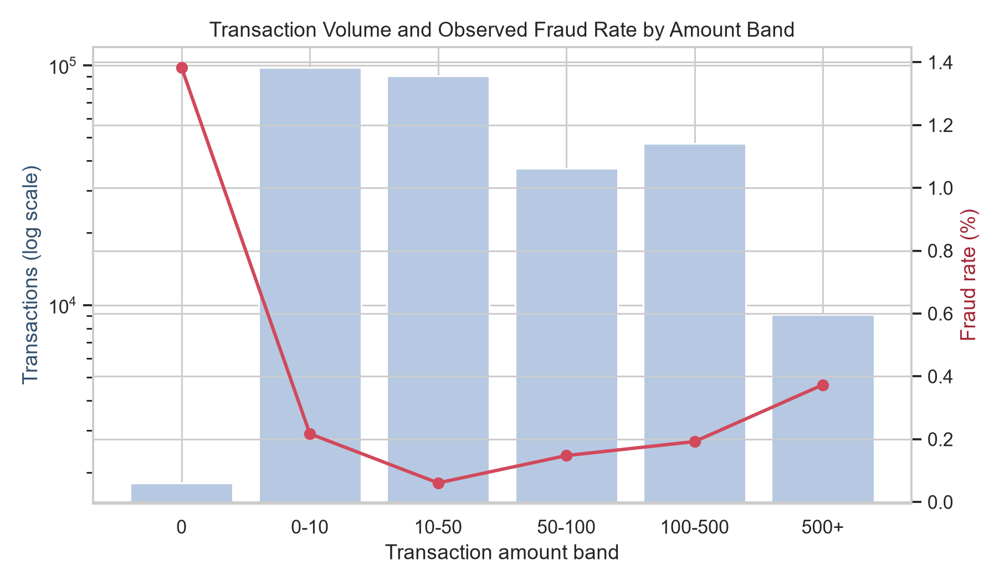 Transaction Volume and Observed Fraud Rate by Amount Band
Transactions (log scale)
10⁵
10⁴
1.4
1.2
1.0
0.8
0.6
0.4
0.2
0.0
Fraud rate (%)
0 0-10 10-50 50-100 100-500 500+
Transaction amount band